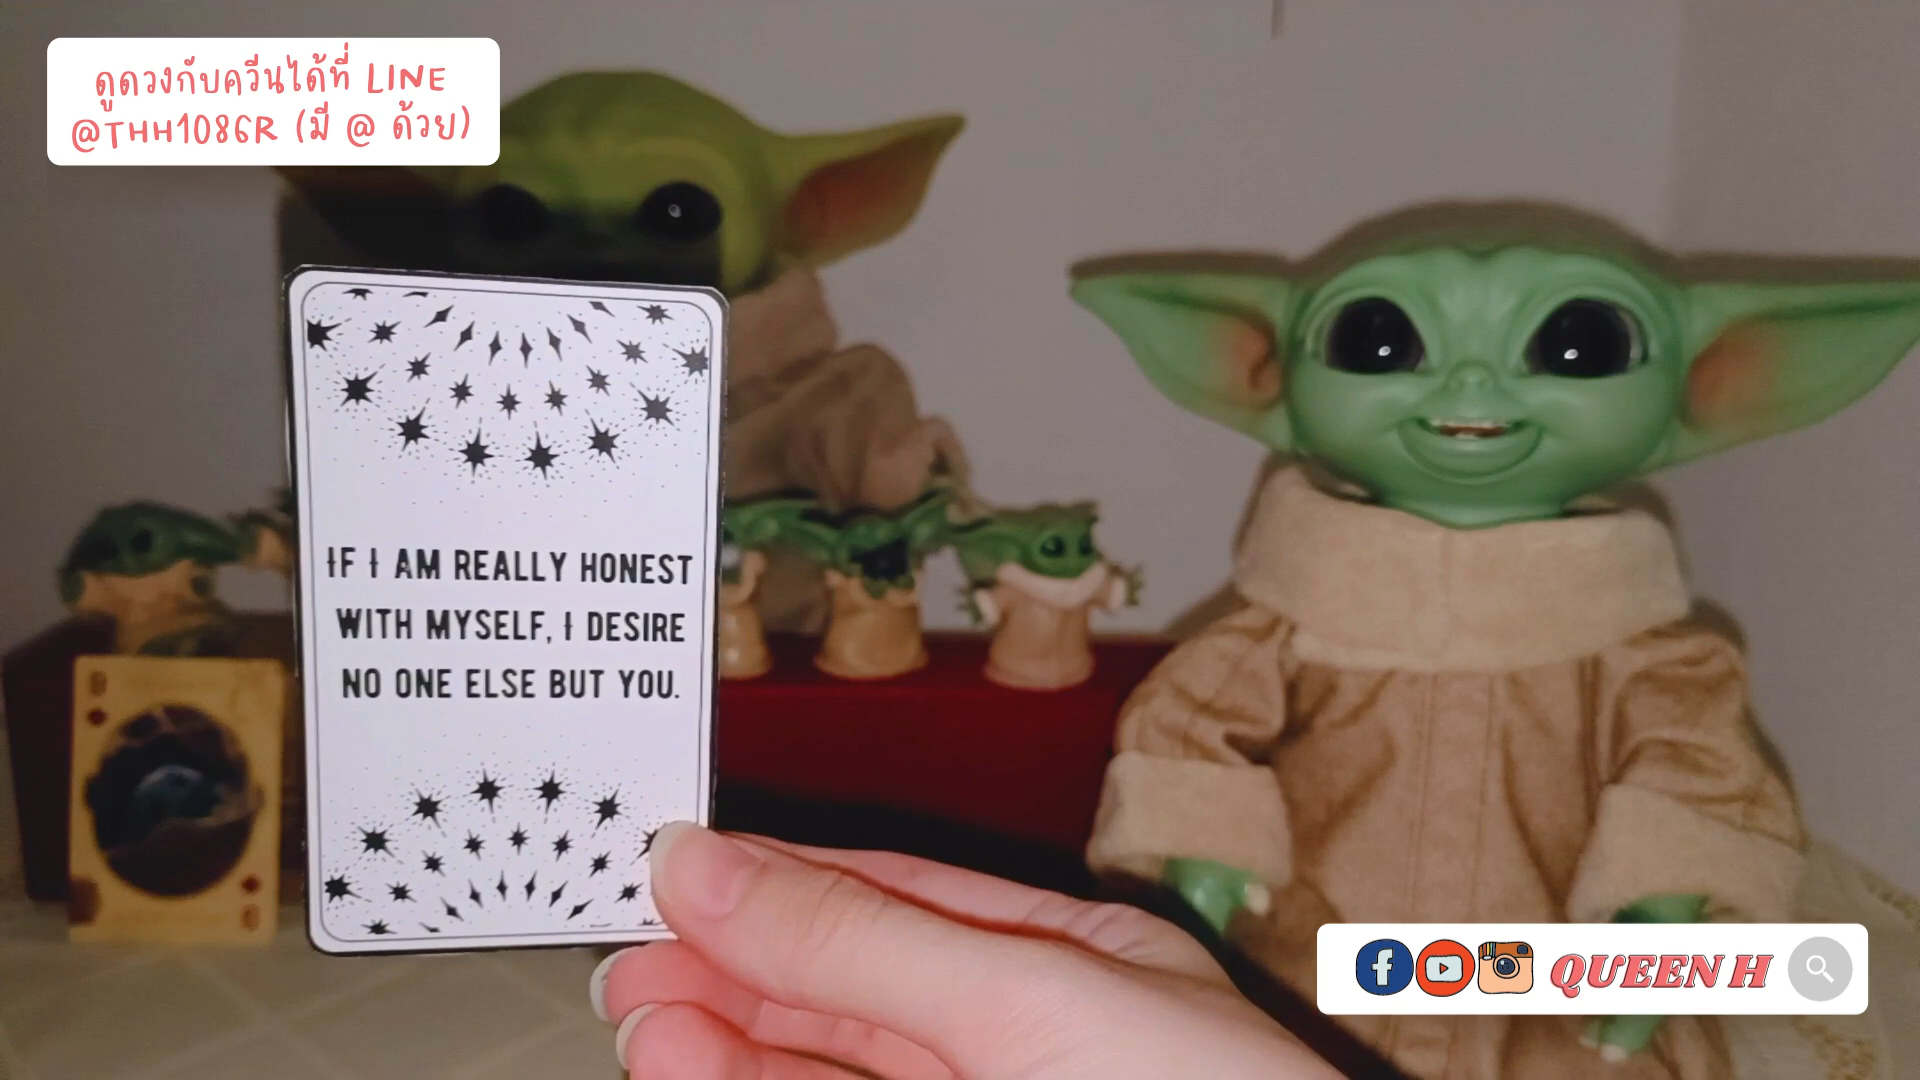 ดูดวงกับควีนได้ที่ LINE
@THH1086R (มี @ ด้วย)
IF I AM REALLY HONEST
WITH MYSELF, I DESIRE
NO ONE ELSE BUT YOU.
QUEEN H